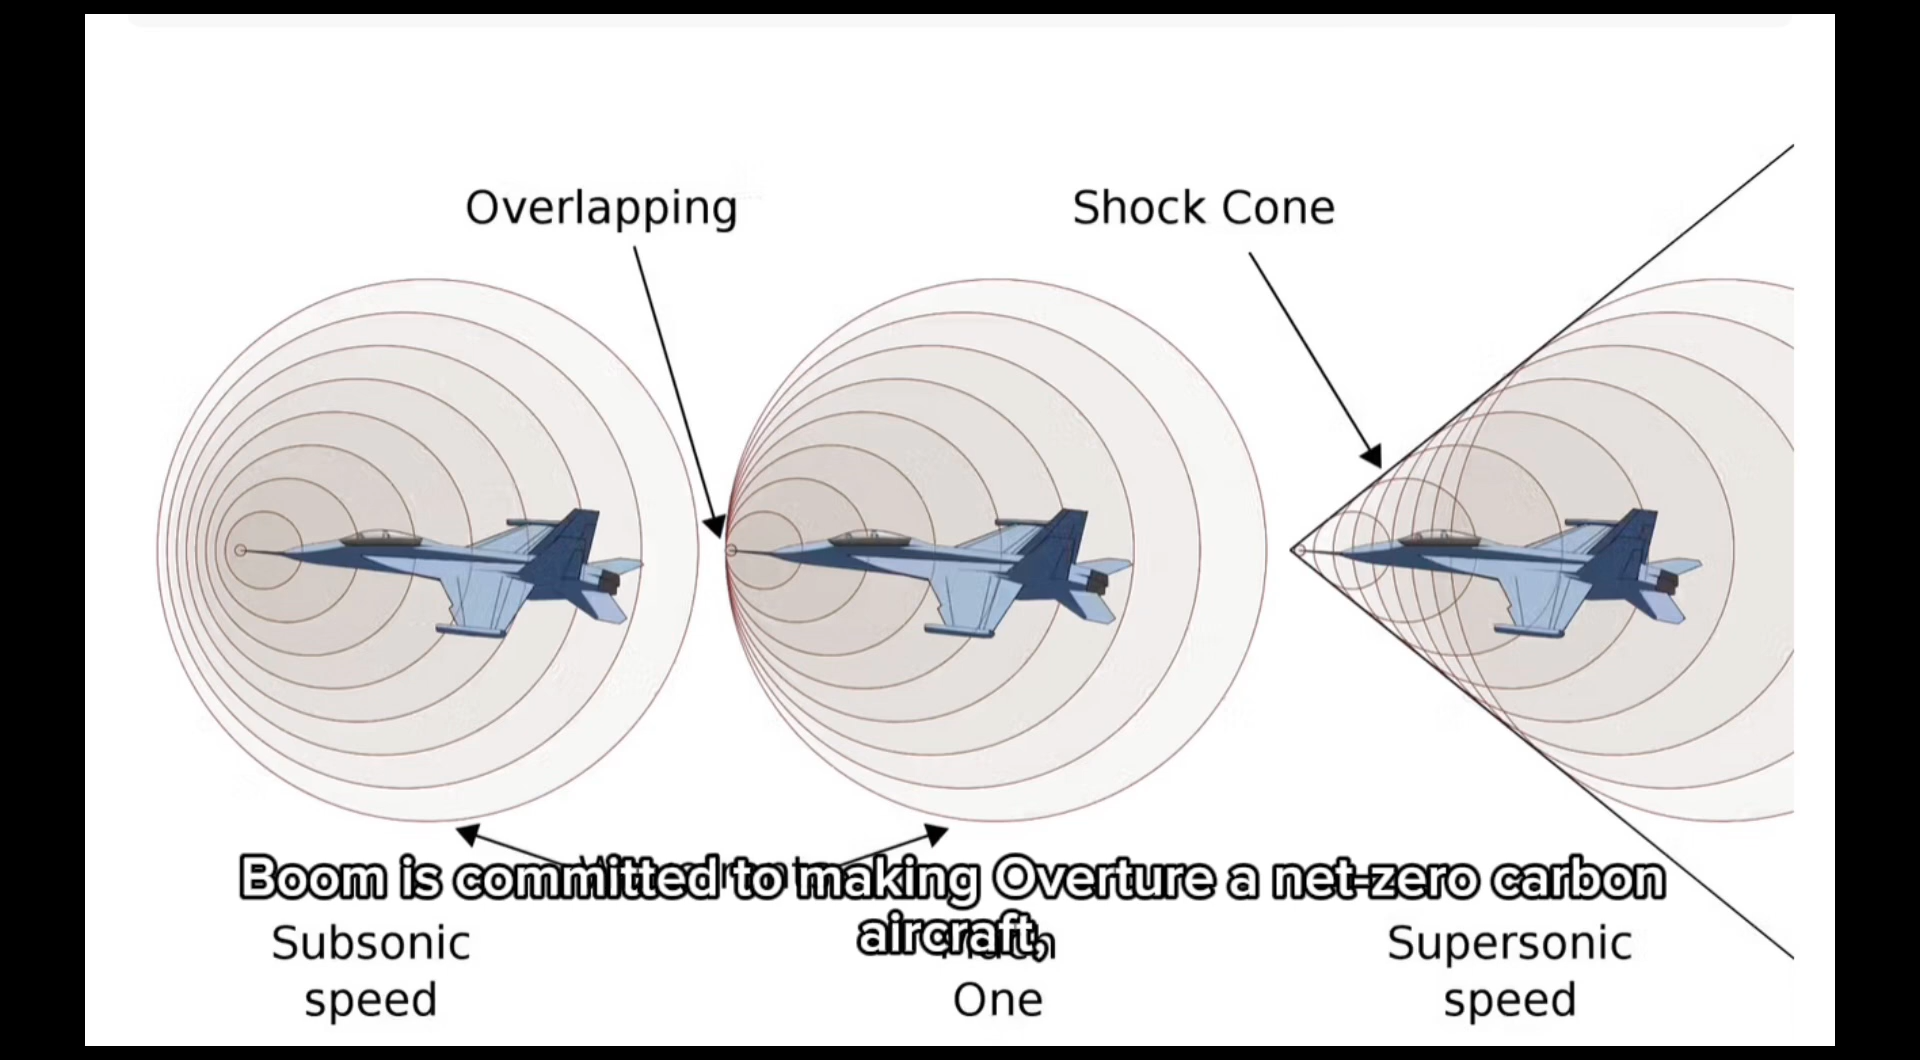 Overlapping
Shock Cone
Boom is committed to making Overture a net-zero carbon
aircraft,
Subsonic
speed
One
Supersonic
speed